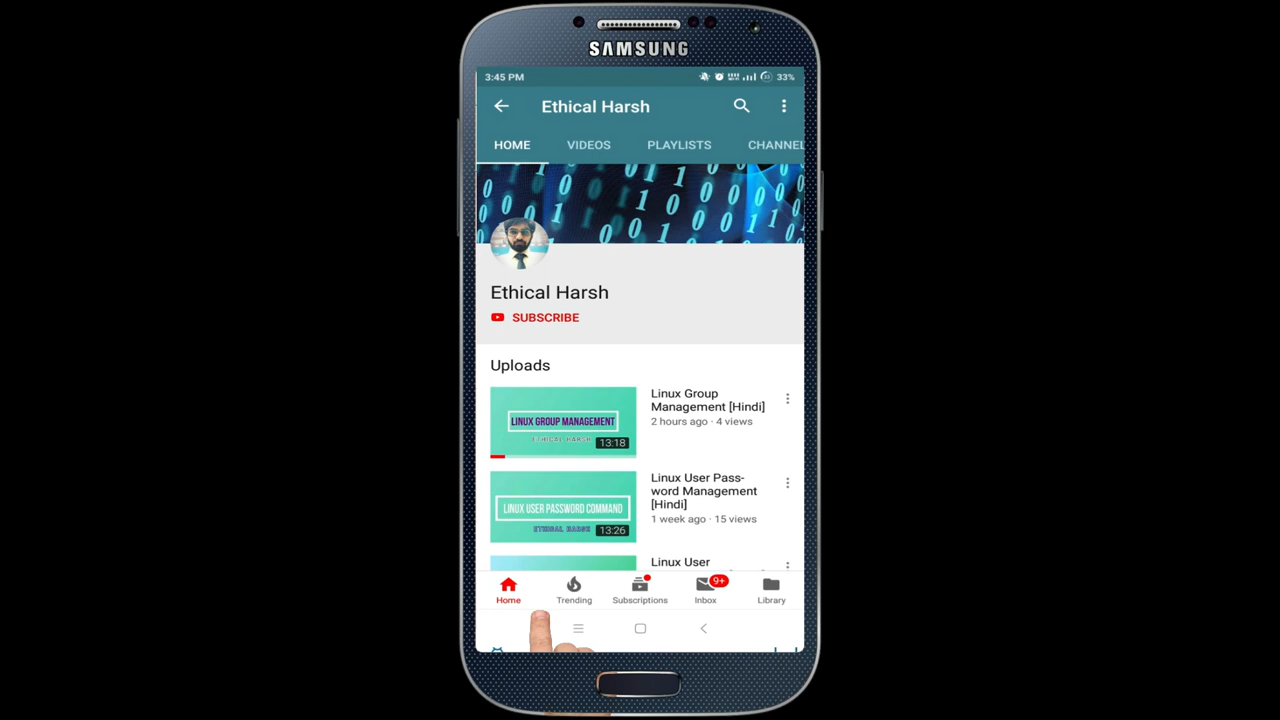 SAMSUNG
3:45 PM
33%
Ethical Harsh
HOME VIDEOS PLAYLISTS CHANNEL
Ethical Harsh
SUBSCRIBE
Uploads
LINUX GROUP MANAGEMENT
ETHICAL HARSH
13:18
Linux Group
Management [Hindi]
2 hours ago · 4 views
LINUX USER PASSWORD COMMAND
ETHICAL HARSH
13:26
Linux User Pass-
word Management
[Hindi]
1 week ago · 15 views
Linux User
9+
Home Trending Subscriptions Inbox Library